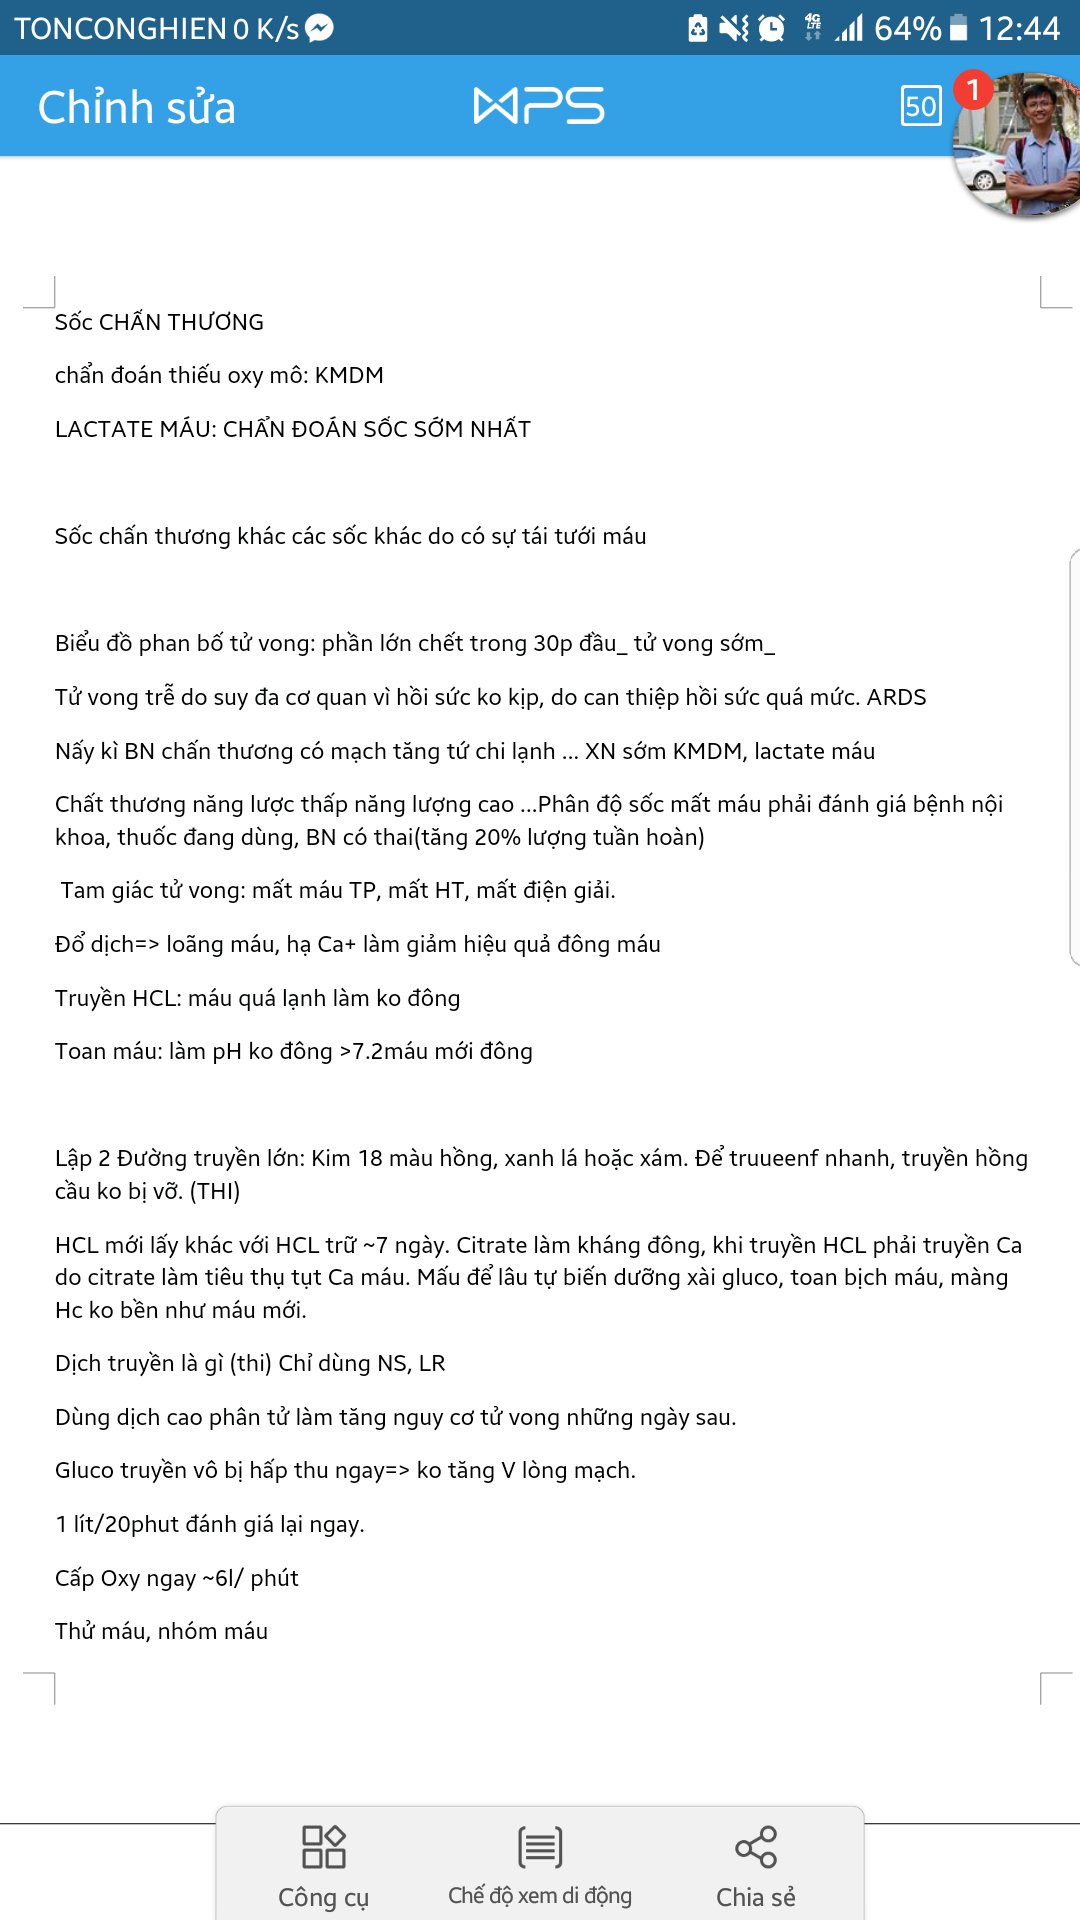 TONCONGHIEN 0 K/s 4G LTE 64% 12:44
Chỉnh sửa WPS 50 1
Sốc CHẤN THƯƠNG
chẩn đoán thiếu oxy mô: KMDM
LACTATE MÁU: CHẨN ĐOÁN SỐC SỚM NHẤT
Sốc chấn thương khác các sốc khác do có sự tái tưới máu
Biểu đồ phan bố tử vong: phần lớn chết trong 30p đầu_ tử vong sớm_
Tử vong trễ do suy đa cơ quan vì hồi sức ko kịp, do can thiệp hồi sức quá mức. ARDS
Nấy kì BN chấn thương có mạch tăng tứ chi lạnh ... XN sớm KMDM, lactate máu
Chất thương năng lược thấp năng lượng cao ...Phân độ sốc mất máu phải đánh giá bệnh nội
khoa, thuốc đang dùng, BN có thai(tăng 20% lượng tuần hoàn)
Tam giác tử vong: mất máu TP, mất HT, mất điện giải.
Đổ dịch=> loãng máu, hạ Ca+ làm giảm hiệu quả đông máu
Truyền HCL: máu quá lạnh làm ko đông
Toan máu: làm pH ko đông >7.2máu mới đông
Lập 2 Đường truyền lớn: Kim 18 màu hồng, xanh lá hoặc xám. Để truueenf nhanh, truyền hồng
cầu ko bị vỡ. (THI)
HCL mới lấy khác với HCL trữ ~7 ngày. Citrate làm kháng đông, khi truyền HCL phải truyền Ca
do citrate làm tiêu thụ tụt Ca máu. Mấu để lâu tự biến dưỡng xài gluco, toan bịch máu, màng
Hc ko bền như máu mới.
Dịch truyền là gì (thi) Chỉ dùng NS, LR
Dùng dịch cao phân tử làm tăng nguy cơ tử vong những ngày sau.
Gluco truyền vô bị hấp thu ngay=> ko tăng V lòng mạch.
1 lít/20phut đánh giá lại ngay.
Cấp Oxy ngay ~6l/ phút
Thử máu, nhóm máu
Công cụ Chế độ xem di động Chia sẻ